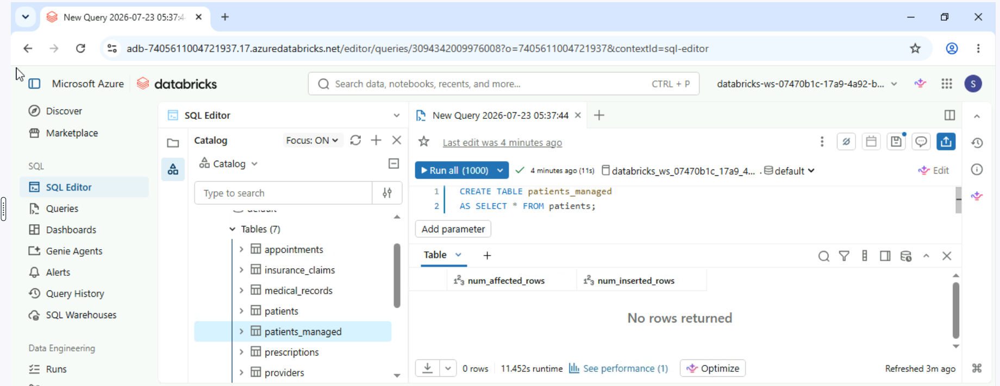 New Query 2026-07-23 05:37:4
adb-7405611004721937.17.azuredatabricks.net/editor/queries/3094342009976008?o=7405611004721937&contextId=sql-editor
Microsoft Azure databricks
Search data, notebooks, recents, and more... CTRL + P
databricks-ws-07470b1c-17a9-4a92-b... S
Discover
Marketplace
SQL
SQL Editor
Queries
Dashboards
Genie Agents
Alerts
Query History
SQL Warehouses
Data Engineering
Runs
SQL Editor
Catalog Focus: ON
Catalog
Type to search
default
Tables (7)
appointments
insurance_claims
medical_records
patients
patients_managed
prescriptions
providers
New Query 2026-07-23 05:37:44
Last edit was 4 minutes ago
Run all (1000) 4 minutes ago (11s) databricks_ws_07470b1c_17a9_4... . default Edit
1 CREATE TABLE patients_managed
2 AS SELECT * FROM patients;
Add parameter
Table
123 num_affected_rows 123 num_inserted_rows
No rows returned
0 rows 11.452s runtime See performance (1) Optimize Refreshed 3m ago